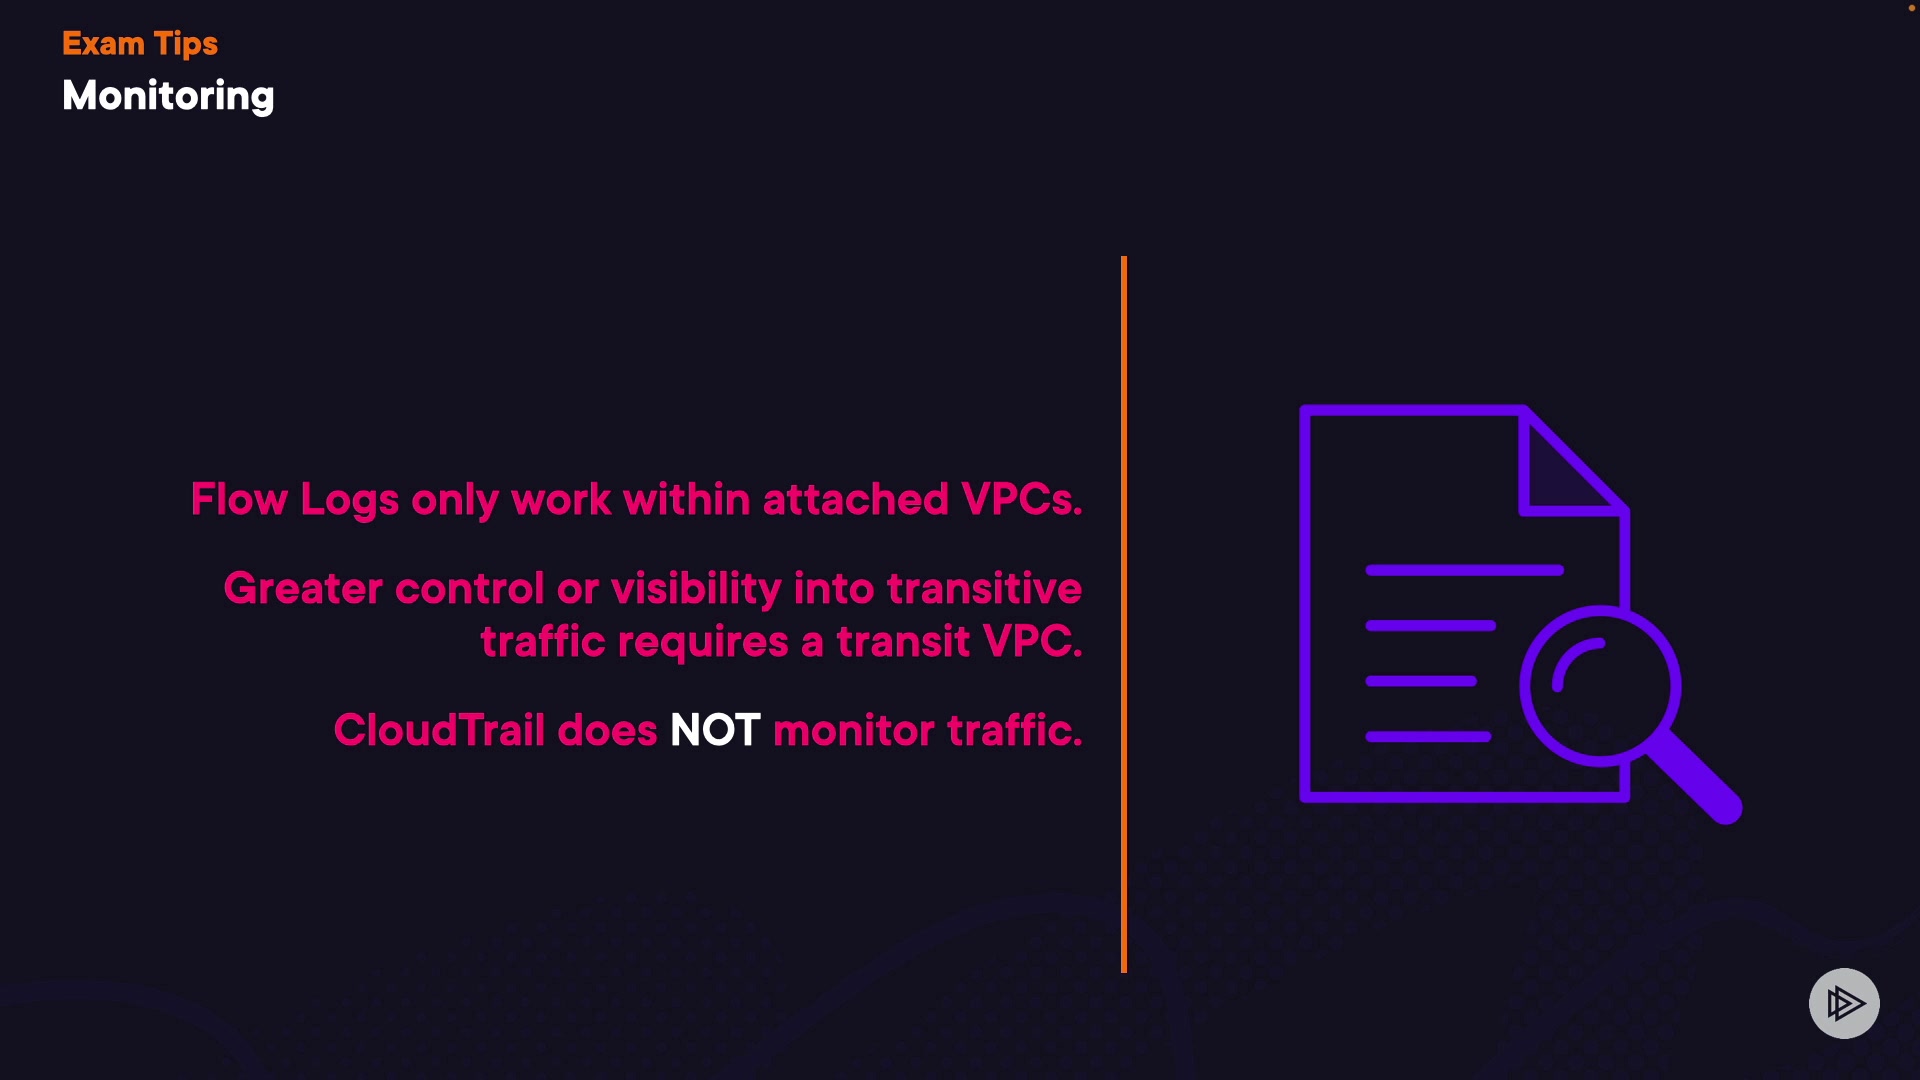 Exam Tips
Monitoring
Flow Logs only work within attached VPCs.
Greater control or visibility into transitive
traffic requires a transit VPC.
CloudTrail does NOT monitor traffic.